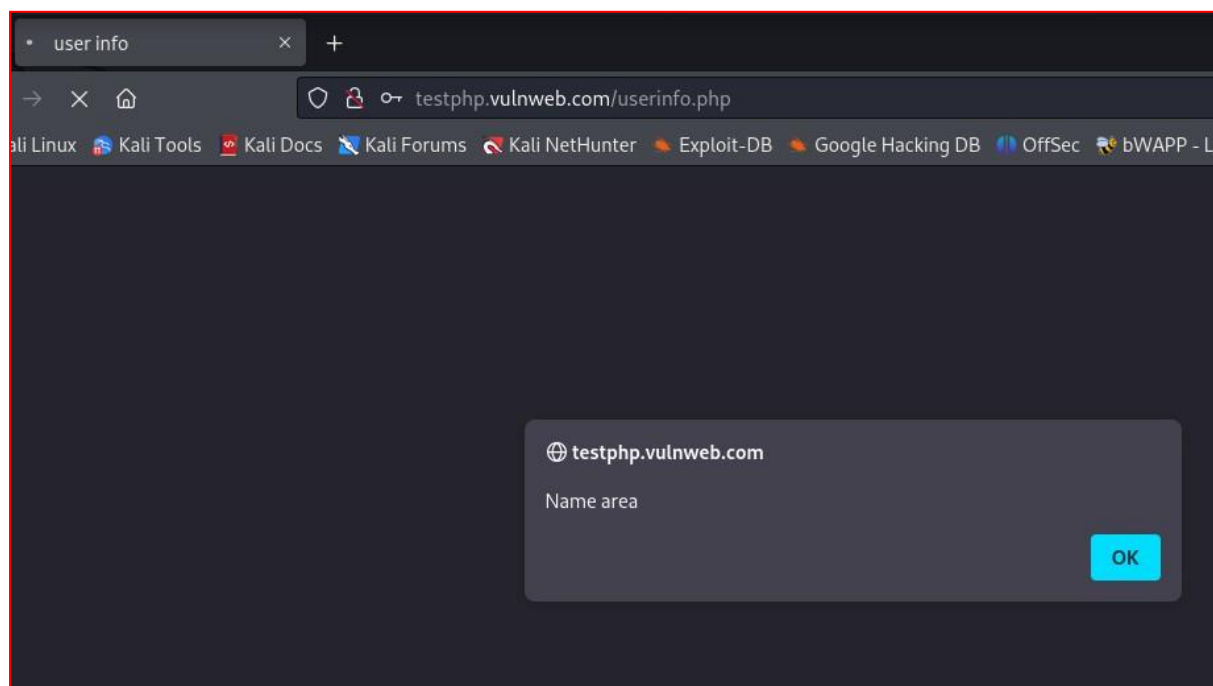 user info
testphp.vulnweb.com/userinfo.php
ali Linux Kali Tools Kali Docs Kali Forums Kali NetHunter Exploit-DB Google Hacking DB OffSec bWAPP - L
testphp.vulnweb.com
Name area
OK